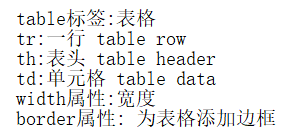 table标签:表格
tr:一行 table row
th:表头 table header
td:单元格 table data
width属性:宽度
border属性: 为表格添加边框